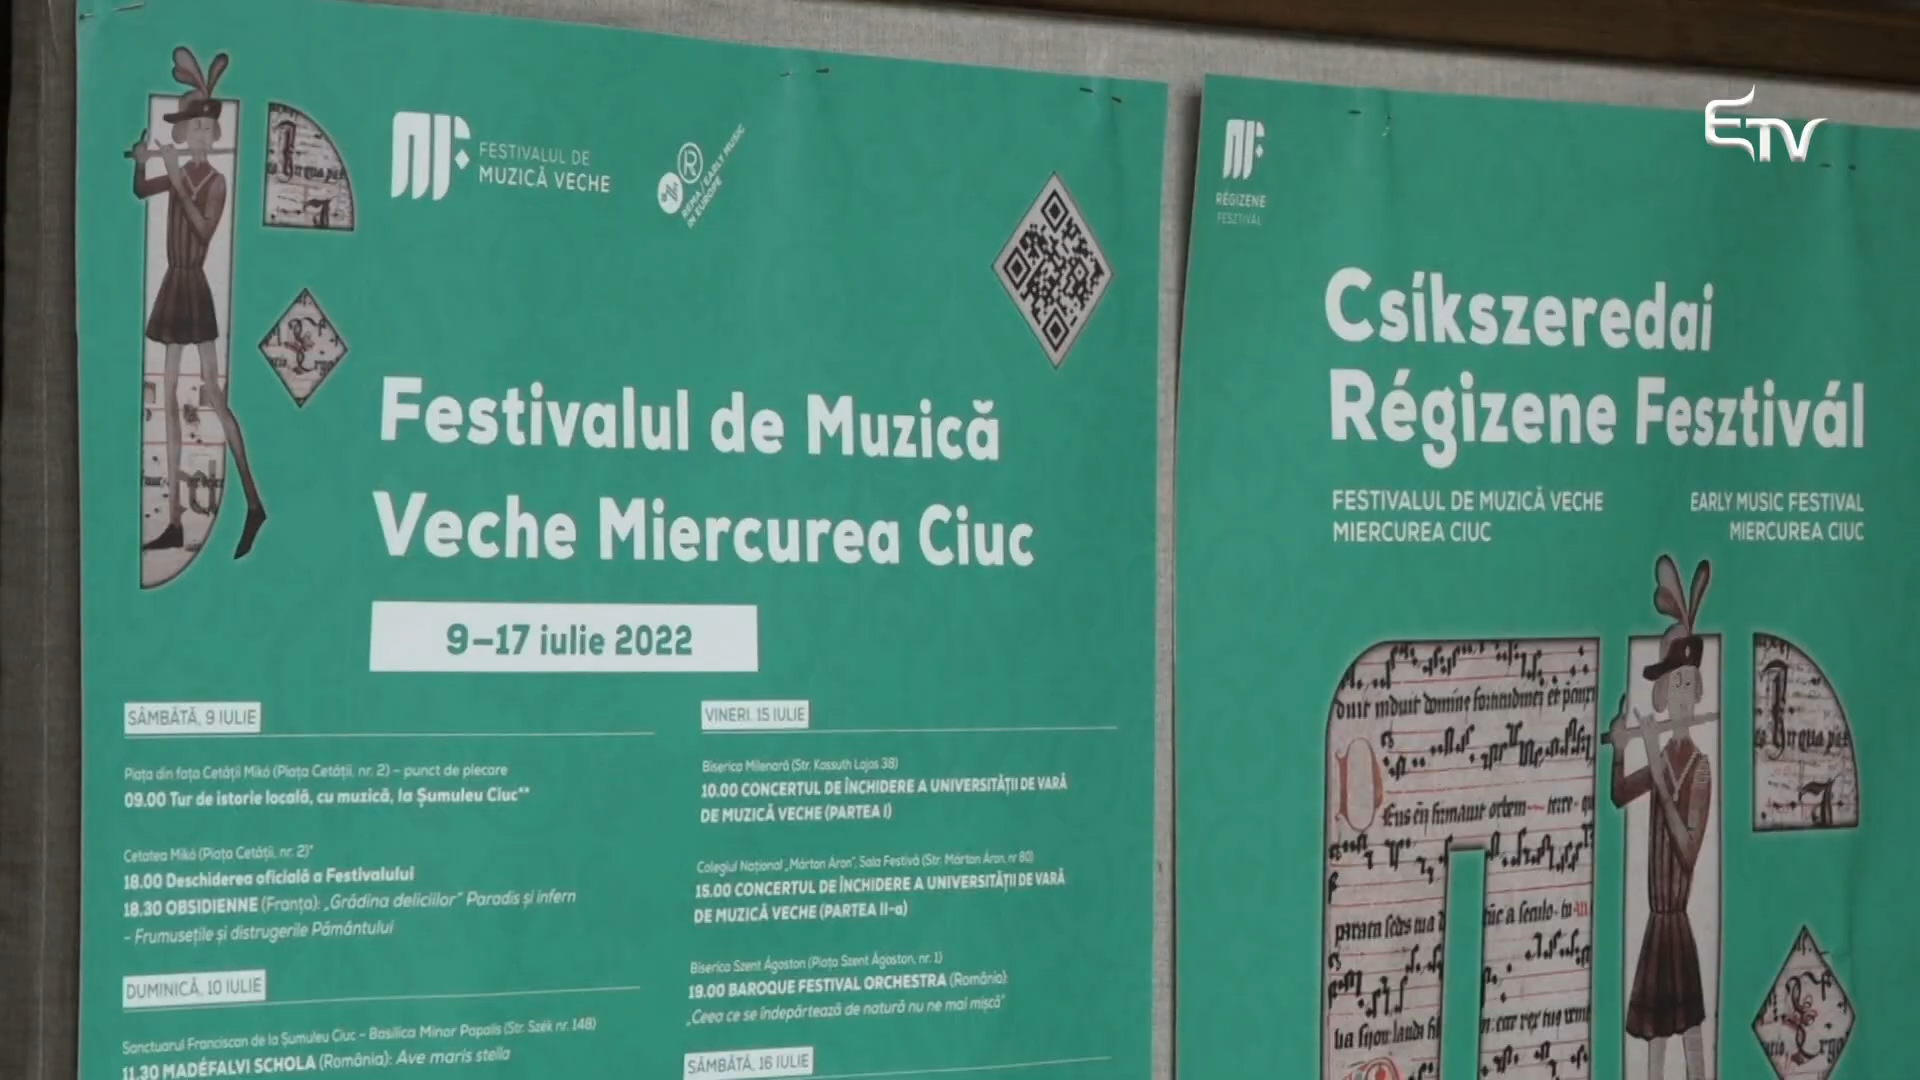 FESTIVALUL DE
MUZICĂ VECHE
REMA / EARLY MUSIC
IN EUROPE
Festivalul de Muzică
Veche Miercurea Ciuc
9–17 iulie 2022
SÂMBĂTĂ, 9 IULIE
Piața din fața Cetății Mikó (Piața Cetății, nr. 2) – punct de plecare
09.00 Tur de istorie locală, cu muzică, la Șumuleu Ciuc**
Cetatea Mikó (Piața Cetății, nr. 2)*
18.00 Deschiderea oficială a Festivalului
18.30 OBSIDIENNE (Franța): „Grădina deliciilor” Paradis și infern
– Frumusețile și distrugerile Pământului
DUMINICĂ, 10 IULIE
Sanctuarul Franciscan de la Șumuleu Ciuc – Basilica Minor Papalis (Str. Szék nr. 148)
11.30 MADÉFALVI SCHOLA (România): Ave maris stella
VINERI, 15 IULIE
Biserica Milenară (Str. Kossuth Lajos 38)
10.00 CONCERTUL DE ÎNCHIDERE A UNIVERSITĂȚII DE VARĂ
DE MUZICĂ VECHE (PARTEA I)
Colegiul Național „Márton Áron”, Sala Festivă (Str. Márton Áron, nr 80)
15.00 CONCERTUL DE ÎNCHIDERE A UNIVERSITĂȚII DE VARĂ
DE MUZICĂ VECHE (PARTEA II-a)
Biserica Szent Ágoston (Piața Szent Ágoston, nr. 1)
19.00 BAROQUE FESTIVAL ORCHESTRA (România):
„Ceea ce se îndepărtează de natură nu ne mai mișcă”
SÂMBĂTĂ, 16 IULIE
ETV
RÉGIZENE
FESZTIVÁL
Csíkszeredai
Régizene Fesztivál
FESTIVALUL DE MUZICĂ VECHE
MIERCUREA CIUC
EARLY MUSIC FESTIVAL
MIERCUREA CIUC